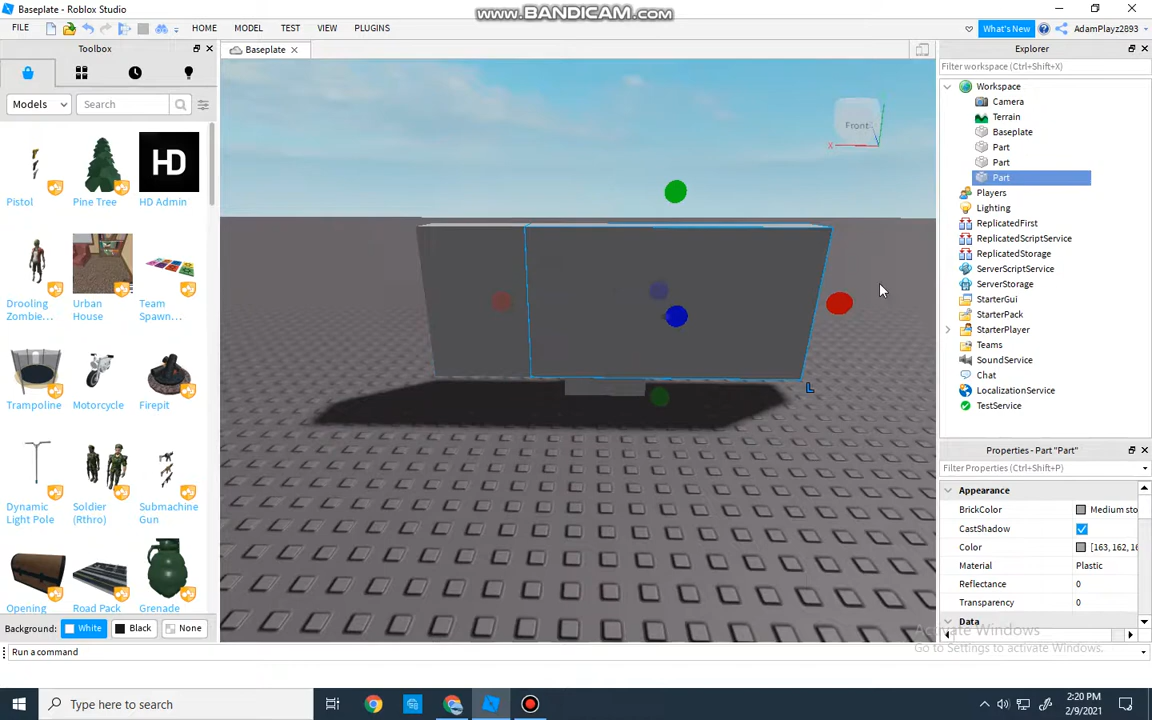 Baseplate - Roblox Studio
www.BANDICAM.com
FILE
HOME
MODEL
TEST
VIEW
PLUGINS
What's New
AdamPlayz2893
Toolbox
Baseplate
Explorer
Filter workspace (Ctrl+Shift+X)
Models
Search
Pistol
Pine Tree
HD
HD Admin
Drooling
Zombie...
Urban
House
Team
Spawn...
Trampoline
Motorcycle
Firepit
Dynamic
Light Pole
Soldier
(Rthro)
Submachine
Gun
Opening
Road Pack
Grenade
Background:
White
Black
None
Front
X
L
Workspace
Camera
Terrain
Baseplate
Part
Part
Part
Players
Lighting
ReplicatedFirst
ReplicatedScriptService
ReplicatedStorage
ServerScriptService
ServerStorage
StarterGui
StarterPack
StarterPlayer
Teams
SoundService
Chat
LocalizationService
TestService
Properties - Part "Part"
Filter Properties (Ctrl+Shift+P)
Appearance
BrickColor
Medium sto
CastShadow
Color
[163, 162, 16
Material
Plastic
Reflectance
0
Transparency
0
Data
Activate Windows
Go to Settings to activate Windows.
Run a command
Type here to search
2:20 PM
2/9/2021